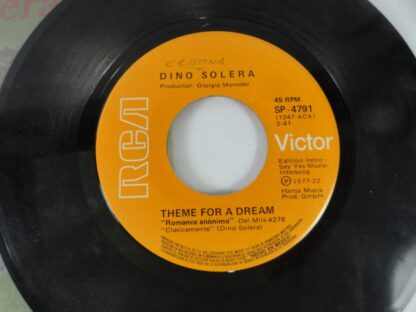 CRISTINA
DINO SOLERA
Productor: Giorgio Moroder
45 RPM
SP-4791
(1247-ACX)
3:41
RCA
Victor
Edition Intro-
Say Yes Music-
Intersong
Ⓟ 1977-22
Hansa Musik
Prod. GmbH
THEME FOR A DREAM
"Romance anónimo" Del Mils-4278
"Clasicamente" (Dino Solera)